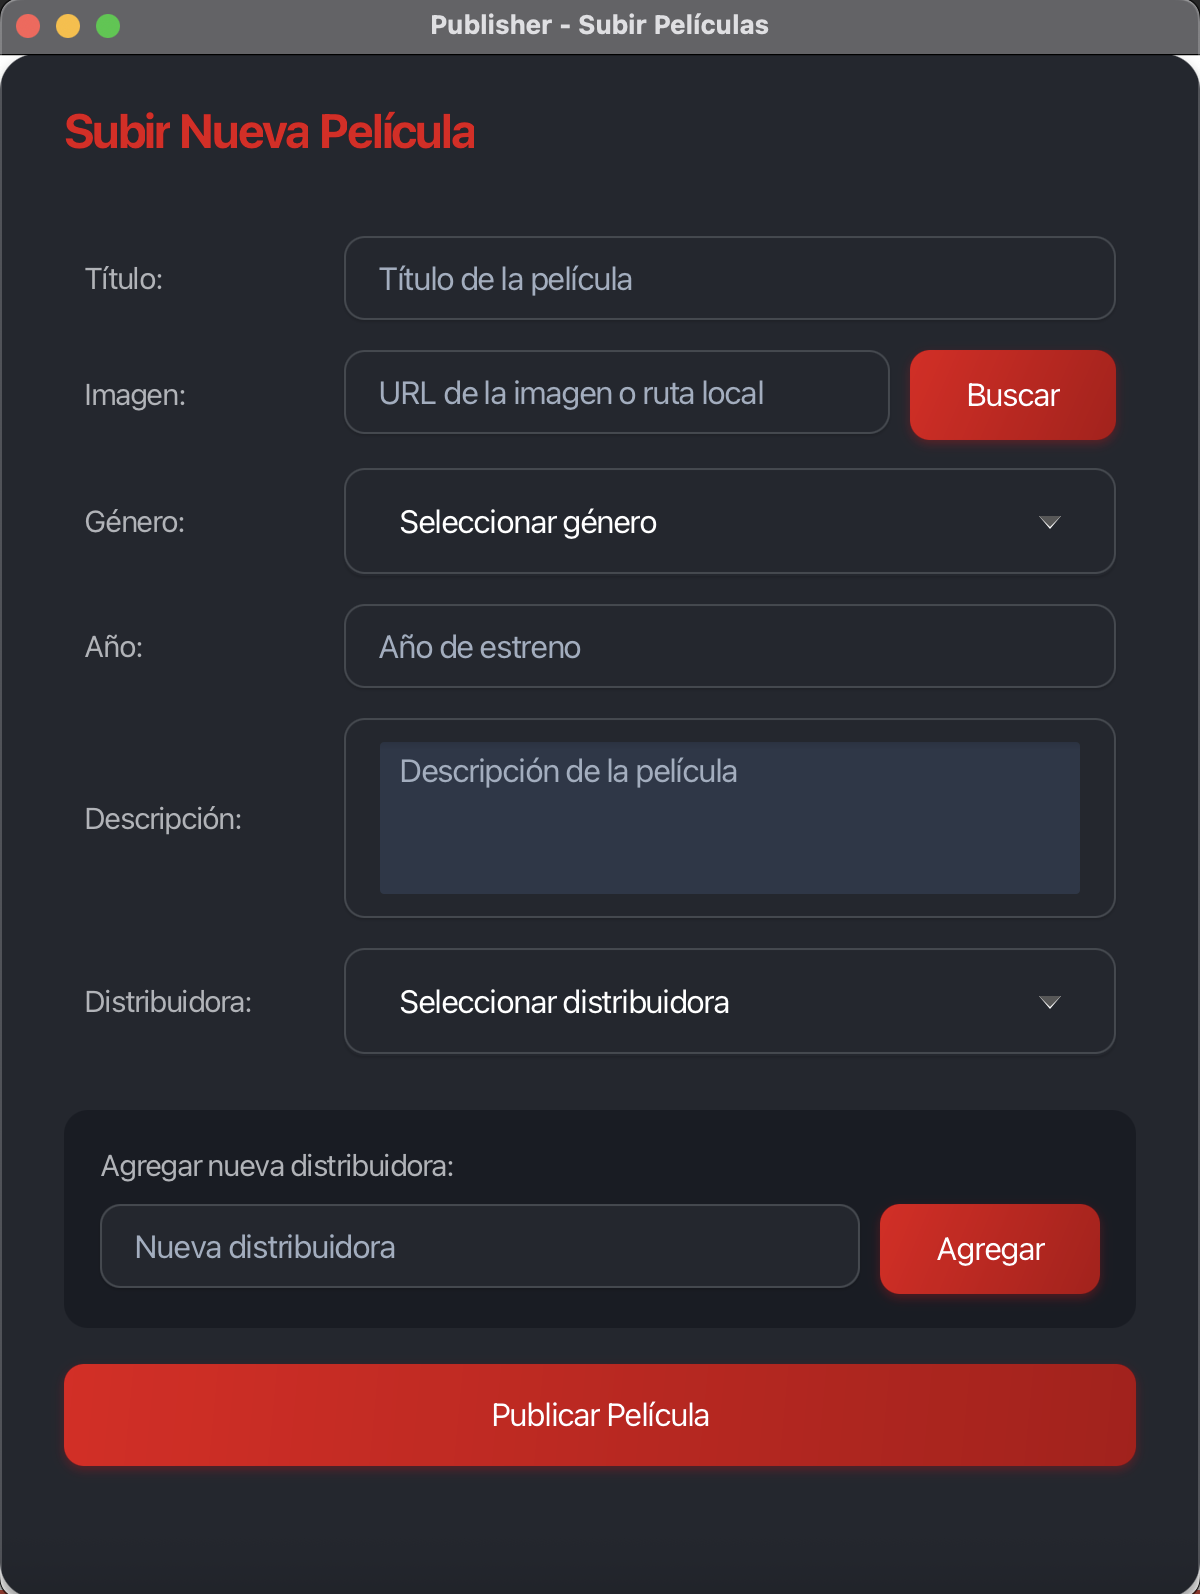 Publisher - Subir Películas
Subir Nueva Película
Título:
Título de la película
Imagen:
URL de la imagen o ruta local
Buscar
Género:
Seleccionar género
Año:
Año de estreno
Descripción:
Descripción de la película
Distribuidora:
Seleccionar distribuidora
Agregar nueva distribuidora:
Nueva distribuidora
Agregar
Publicar Película